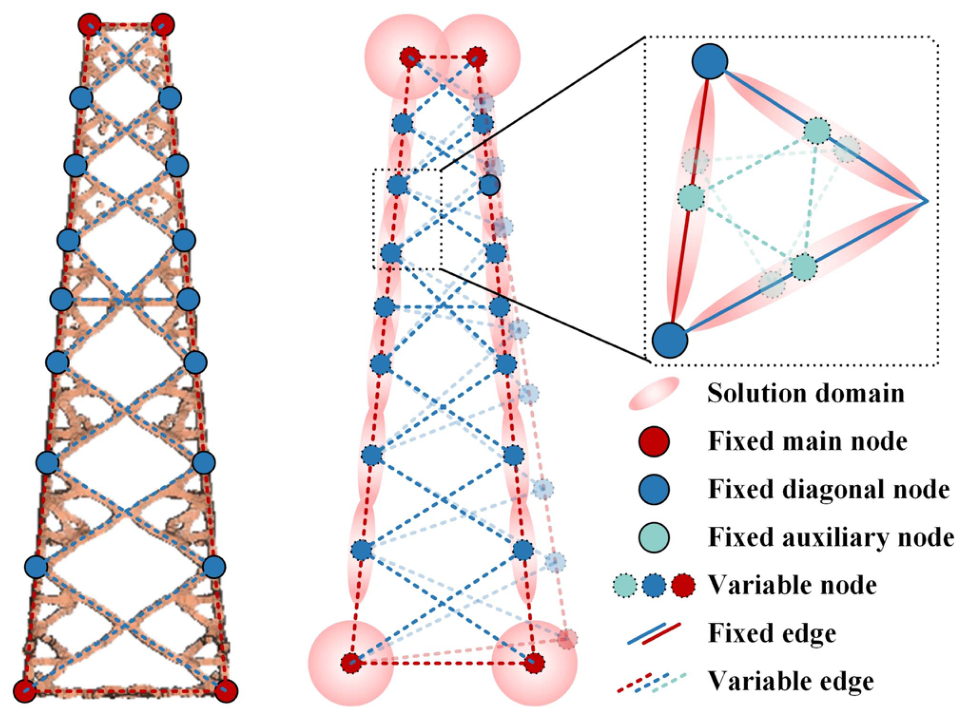 Solution domain
Fixed main node
Fixed diagonal node
Fixed auxiliary node
Variable node
Fixed edge
Variable edge